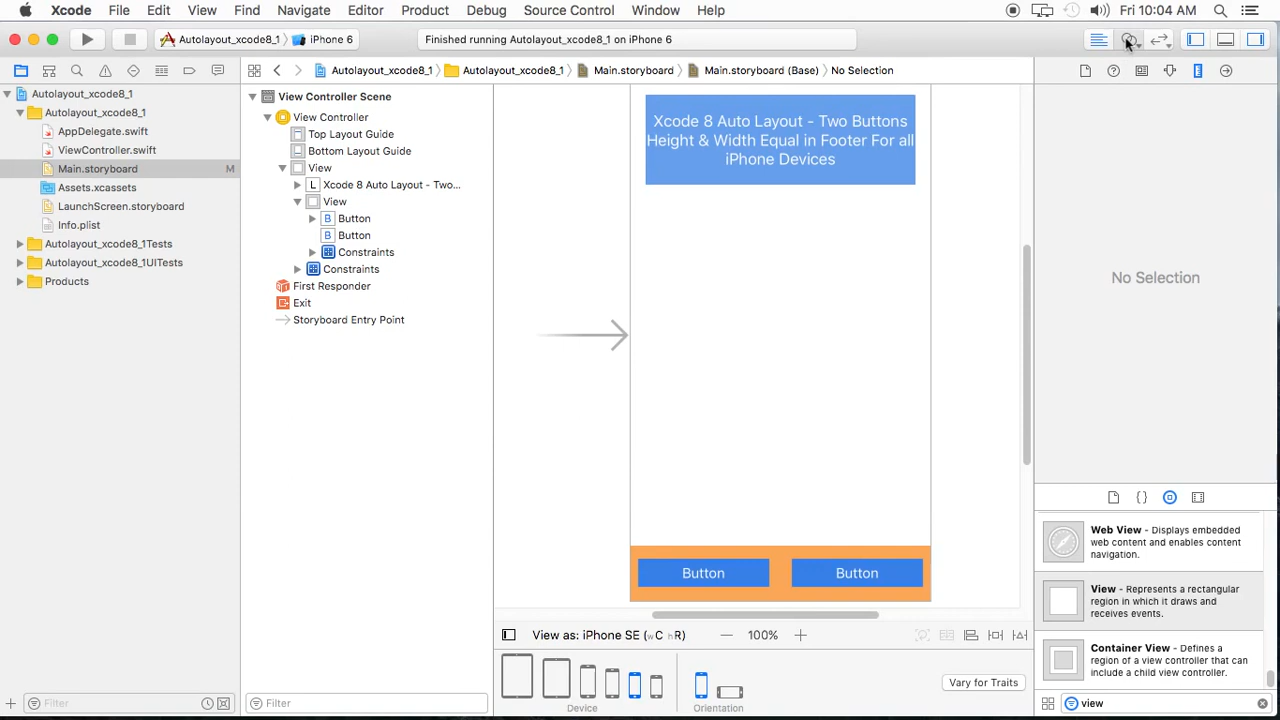 Xcode File Edit View Find Navigate Editor Product Debug Source Control Window Help Fri 10:04 AM
Autolayout_xcode8_1 iPhone 6 Finished running Autolayout_xcode8_1 on iPhone 6
Autolayout_xcode8_1 Autolayout_xcode8_1 Main.storyboard Main.storyboard (Base) No Selection
Autolayout_xcode8_1
Autolayout_xcode8_1
AppDelegate.swift
ViewController.swift
Main.storyboard M
Assets.xcassets
LaunchScreen.storyboard
Info.plist
Autolayout_xcode8_1Tests
Autolayout_xcode8_1UITests
Products
Filter
View Controller Scene
View Controller
Top Layout Guide
Bottom Layout Guide
View
L Xcode 8 Auto Layout - Two...
View
B Button
B Button
Constraints
Constraints
First Responder
Exit
Storyboard Entry Point
Filter
Xcode 8 Auto Layout - Two Buttons
Height & Width Equal in Footer For all
iPhone Devices
Button Button
View as: iPhone SE (wC hR) 100%
Device Orientation
Vary for Traits
No Selection
Web View - Displays embedded
web content and enables content
navigation.
View - Represents a rectangular
region in which it draws and
receives events.
Container View - Defines a
region of a view controller that can
include a child view controller.
view